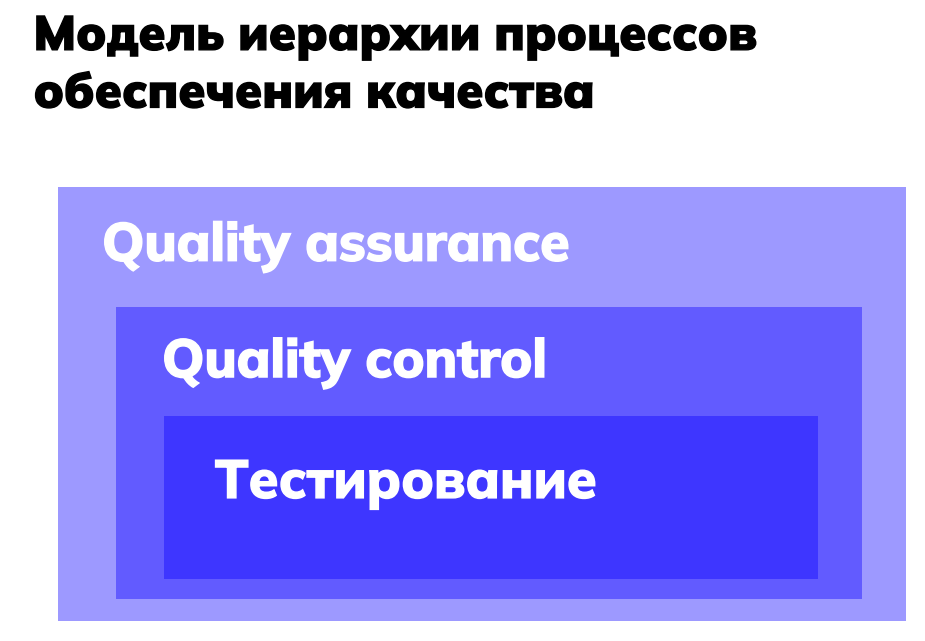 Модель иерархии процессов
обеспечения качества
Quality assurance
Quality control
Тестирование